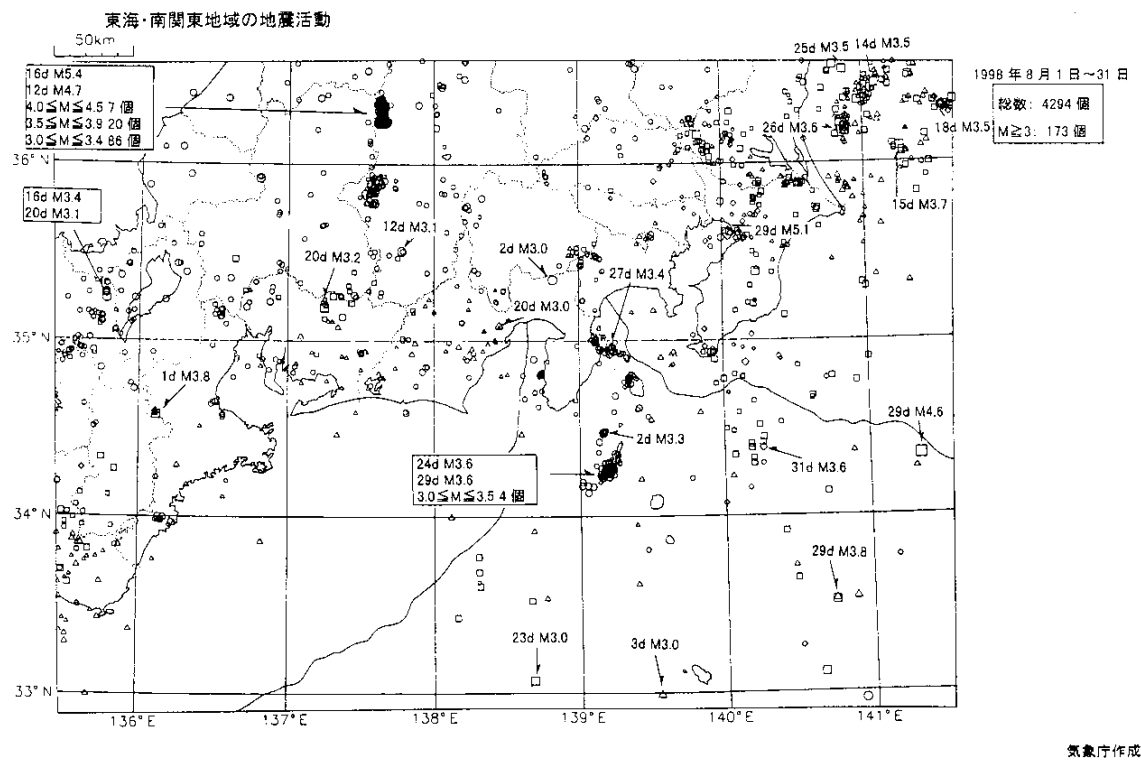 東海・南関東地域の地震活動
50km
25d M3.5
14d M3.5
1998 年 8 月 1 日～31 日
総数: 4294 個
M≧3: 173 個
16d M5.4
12d M4.7
4.0≦M≦4.5 7 個
3.5≦M≦3.9 20 個
3.0≦M≦3.4 86 個
26d M3.6
18d M3.5
36° N
16d M3.4
20d M3.1
15d M3.7
12d M3.1
29d M5.1
20d M3.2
2d M3.0
27d M3.4
20d M3.0
35° N
1d M3.8
29d M4.6
2d M3.3
24d M3.6
29d M3.6
3.0≦M≦3.5 4 個
31d M3.6
34° N
29d M3.8
23d M3.0
3d M3.0
33° N
136° E
137° E
138° E
139° E
140° E
141° E
気象庁作成